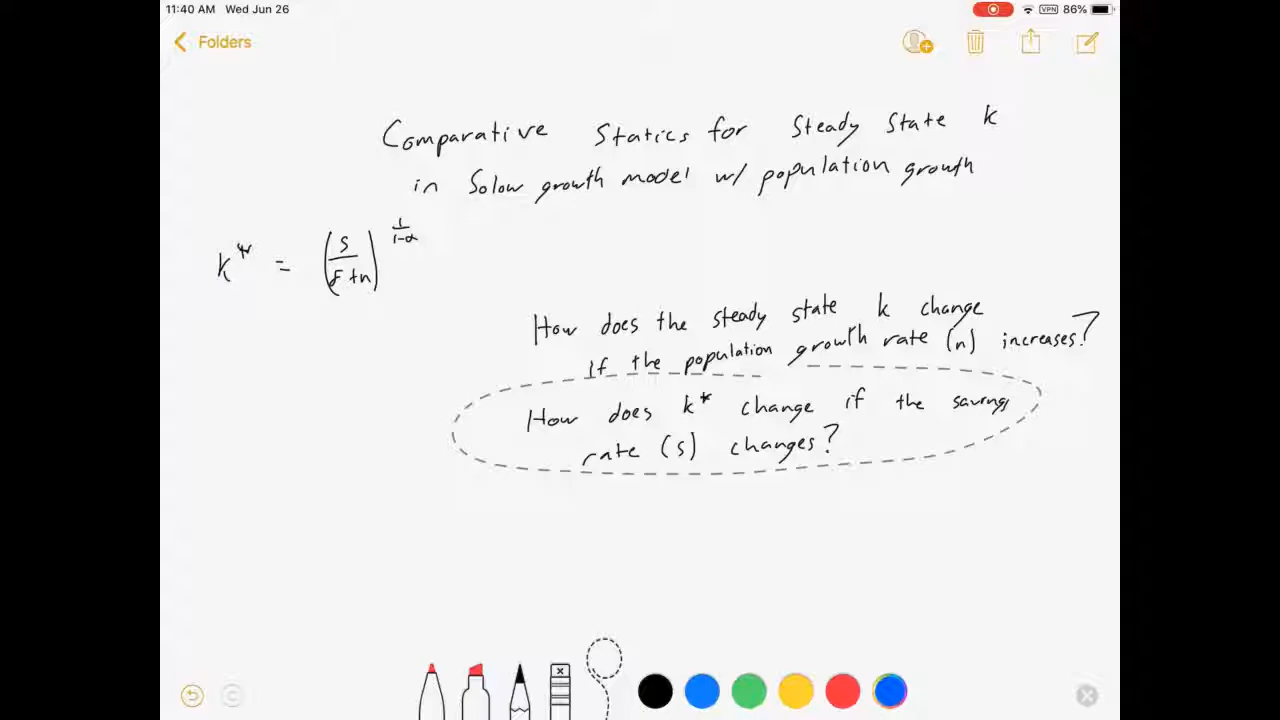 11:40 AM Wed Jun 26
VPN 86%
Folders
Comparative Statics for Steady State k
in Solow growth model w/ population growth
k* = (s/δ+n)^1/1-α
How does the steady state k change
if the population growth rate (n) increases?
How does k* change if the savings
rate (s) changes?